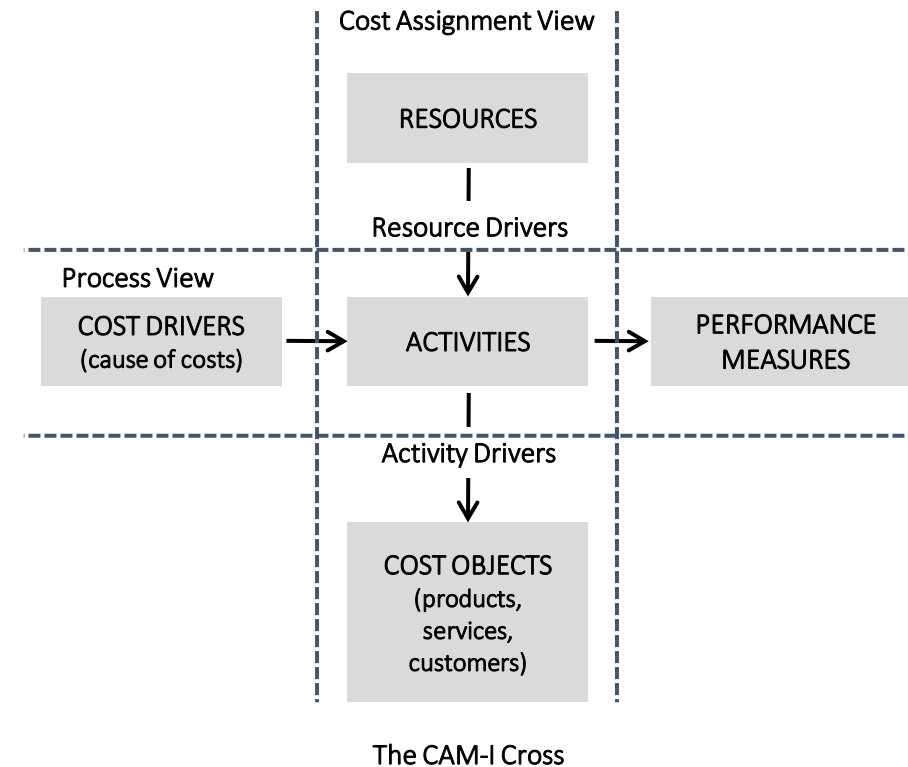 Cost Assignment View
RESOURCES
Resource Drivers
Process View
COST DRIVERS
(cause of costs)
ACTIVITIES
PERFORMANCE
MEASURES
Activity Drivers
COST OBJECTS
(products,
services,
customers)
The CAM-I Cross